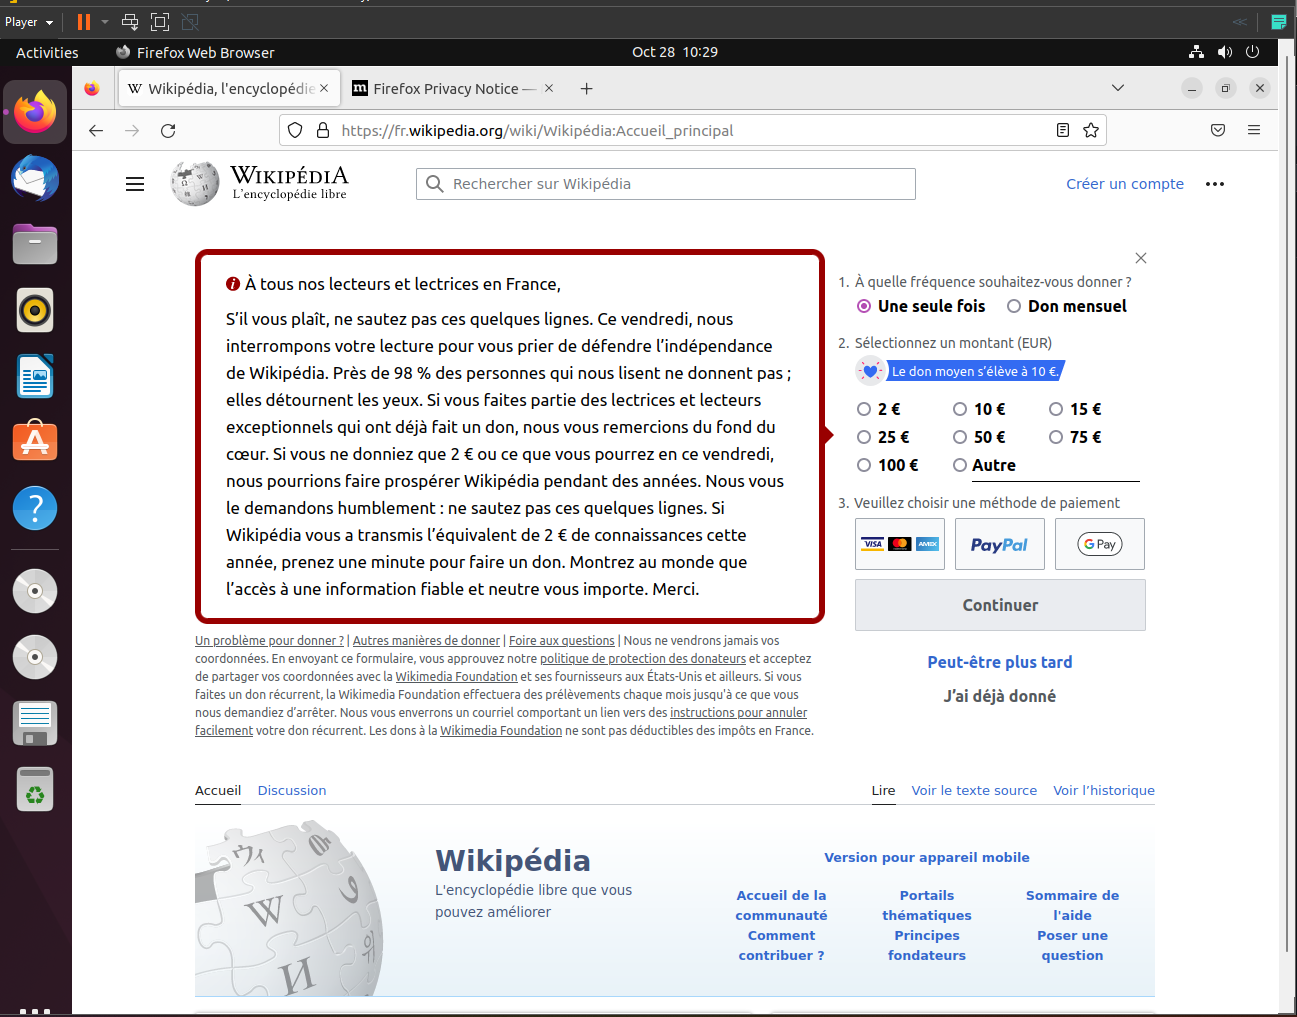 Player
Activities
Firefox Web Browser
Oct 28 10:29
Wikipédia, l'encyclopédie
Firefox Privacy Notice —
https://fr.wikipedia.org/wiki/Wikipédia:Accueil_principal
WIKIPÉDIA
L'encyclopédie libre
Rechercher sur Wikipédia
Créer un compte
À tous nos lecteurs et lectrices en France,
S’il vous plaît, ne sautez pas ces quelques lignes. Ce vendredi, nous
interrompons votre lecture pour vous prier de défendre l’indépendance
de Wikipédia. Près de 98 % des personnes qui nous lisent ne donnent pas ;
elles détournent les yeux. Si vous faites partie des lectrices et lecteurs
exceptionnels qui ont déjà fait un don, nous vous remercions du fond du
cœur. Si vous ne donniez que 2 € ou ce que vous pourrez en ce vendredi,
nous pourrions faire prospérer Wikipédia pendant des années. Nous vous
le demandons humblement : ne sautez pas ces quelques lignes. Si
Wikipédia vous a transmis l’équivalent de 2 € de connaissances cette
année, prenez une minute pour faire un don. Montrez au monde que
l’accès à une information fiable et neutre vous importe. Merci.
1. À quelle fréquence souhaitez-vous donner ?
Une seule fois Don mensuel
2. Sélectionnez un montant (EUR)
Le don moyen s’élève à 10 €.
2 € 10 € 15 €
25 € 50 € 75 €
100 € Autre
3. Veuillez choisir une méthode de paiement
VISA AMEX PayPal G Pay
Continuer
Peut-être plus tard
J’ai déjà donné
Un problème pour donner ? | Autres manières de donner | Foire aux questions | Nous ne vendrons jamais vos
coordonnées. En envoyant ce formulaire, vous approuvez notre politique de protection des donateurs et acceptez
de partager vos coordonnées avec la Wikimedia Foundation et ses fournisseurs aux États-Unis et ailleurs. Si vous
faites un don récurrent, la Wikimedia Foundation effectuera des prélèvements chaque mois jusqu'à ce que vous
nous demandiez d’arrêter. Nous vous enverrons un courriel comportant un lien vers des instructions pour annuler
facilement votre don récurrent. Les dons à la Wikimedia Foundation ne sont pas déductibles des impôts en France.
Accueil Discussion Lire Voir le texte source Voir l’historique
Wikipédia
L'encyclopédie libre que vous
pouvez améliorer
Version pour appareil mobile
Accueil de la
communauté
Comment
contribuer ?
Portails
thématiques
Principes
fondateurs
Sommaire de
l'aide
Poser une
question